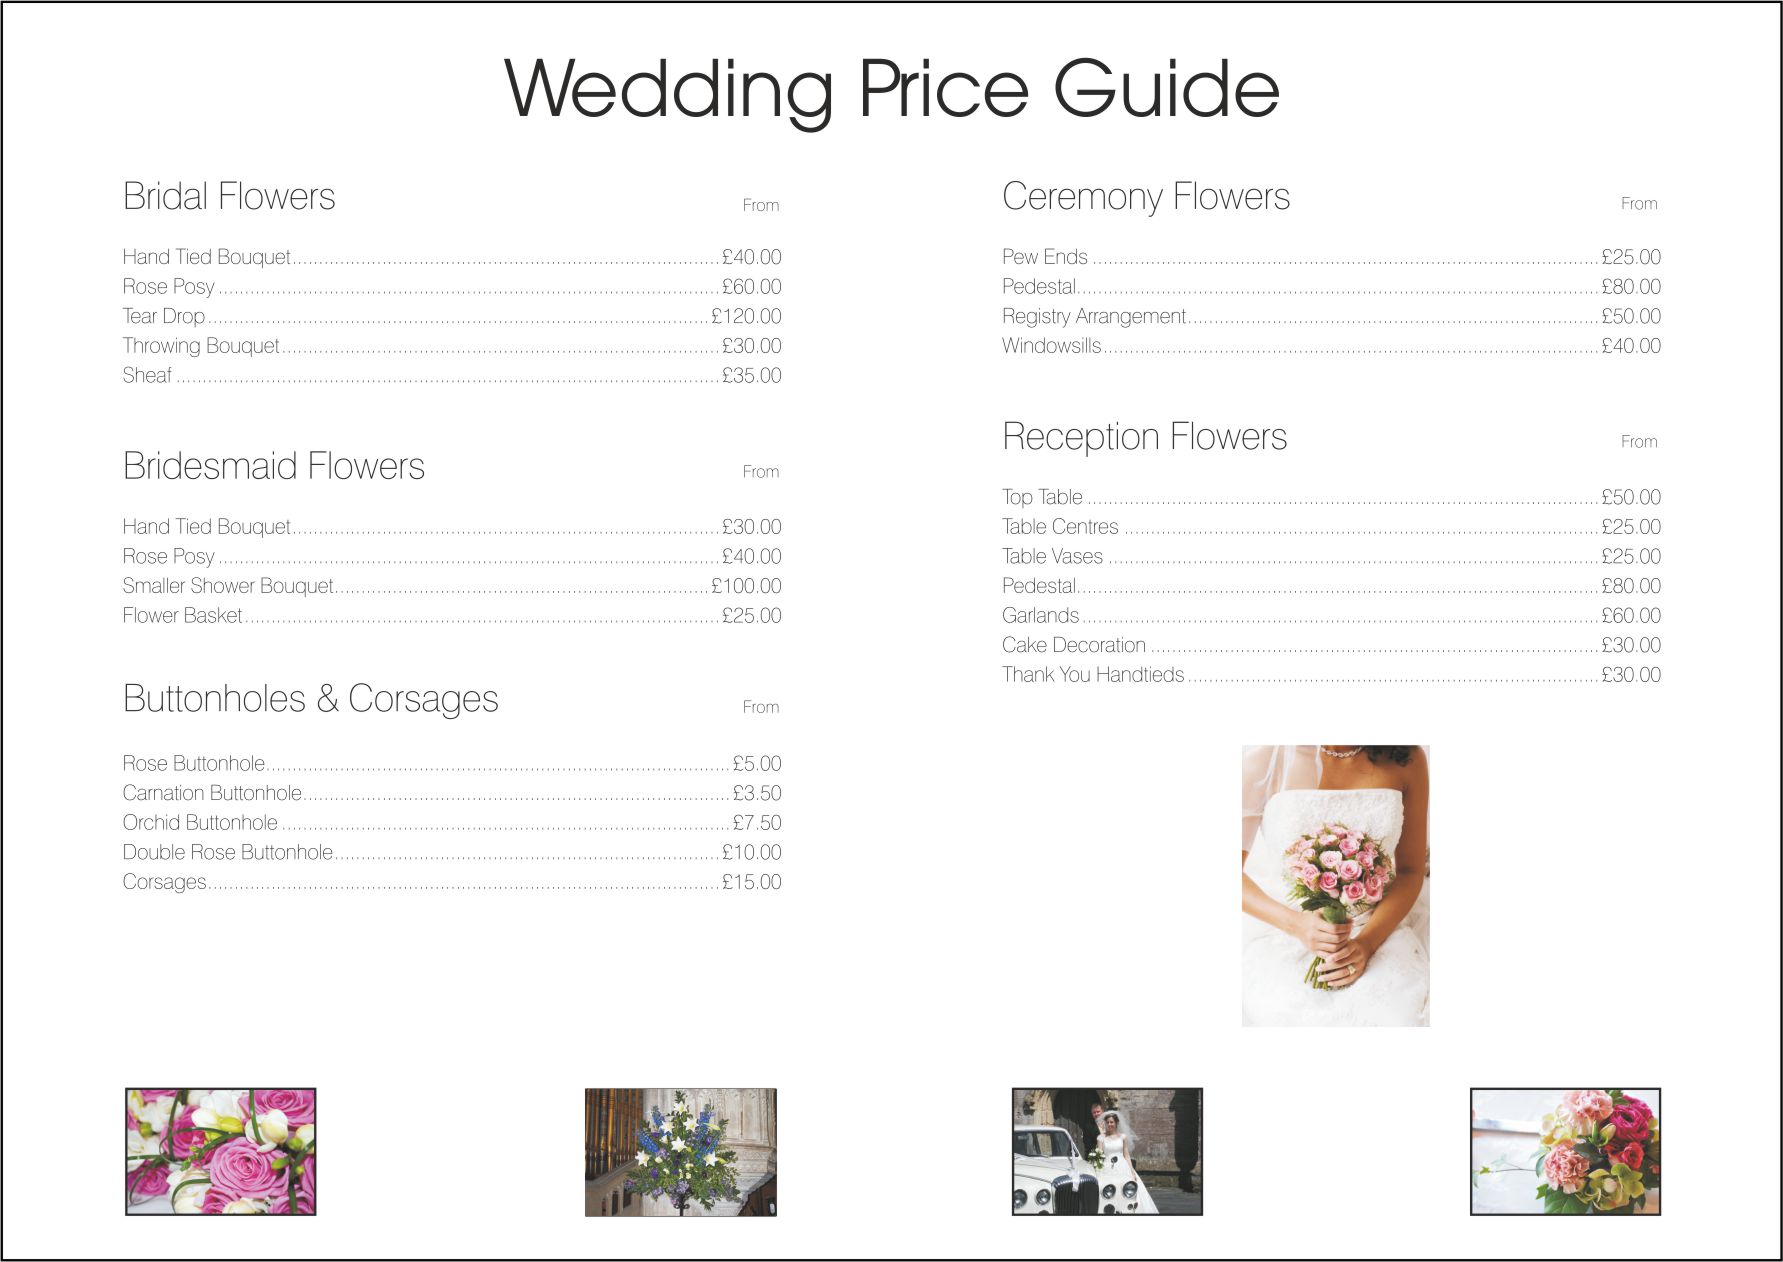 Wedding Price Guide
Bridal Flowers From
Hand Tied Bouquet £40.00
Rose Posy £60.00
Tear Drop £120.00
Throwing Bouquet £30.00
Sheaf £35.00
Bridesmaid Flowers From
Hand Tied Bouquet £30.00
Rose Posy £40.00
Smaller Shower Bouquet £100.00
Flower Basket £25.00
Buttonholes & Corsages From
Rose Buttonhole £5.00
Carnation Buttonhole £3.50
Orchid Buttonhole £7.50
Double Rose Buttonhole £10.00
Corsages £15.00
Ceremony Flowers From
Pew Ends £25.00
Pedestal £80.00
Registry Arrangement £50.00
Windowsills £40.00
Reception Flowers From
Top Table £50.00
Table Centres £25.00
Table Vases £25.00
Pedestal £80.00
Garlands £60.00
Cake Decoration £30.00
Thank You Handtieds £30.00